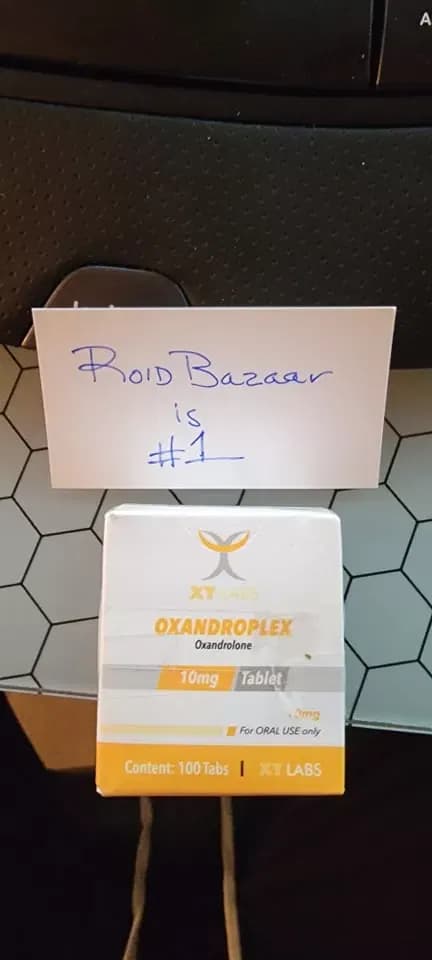 A
Roid Bazaar
is
#1
XT LABS
OXANDROPLEX
Oxandrolone
10mg Tablet
For ORAL USE only
Content: 100 Tabs | XT LABS